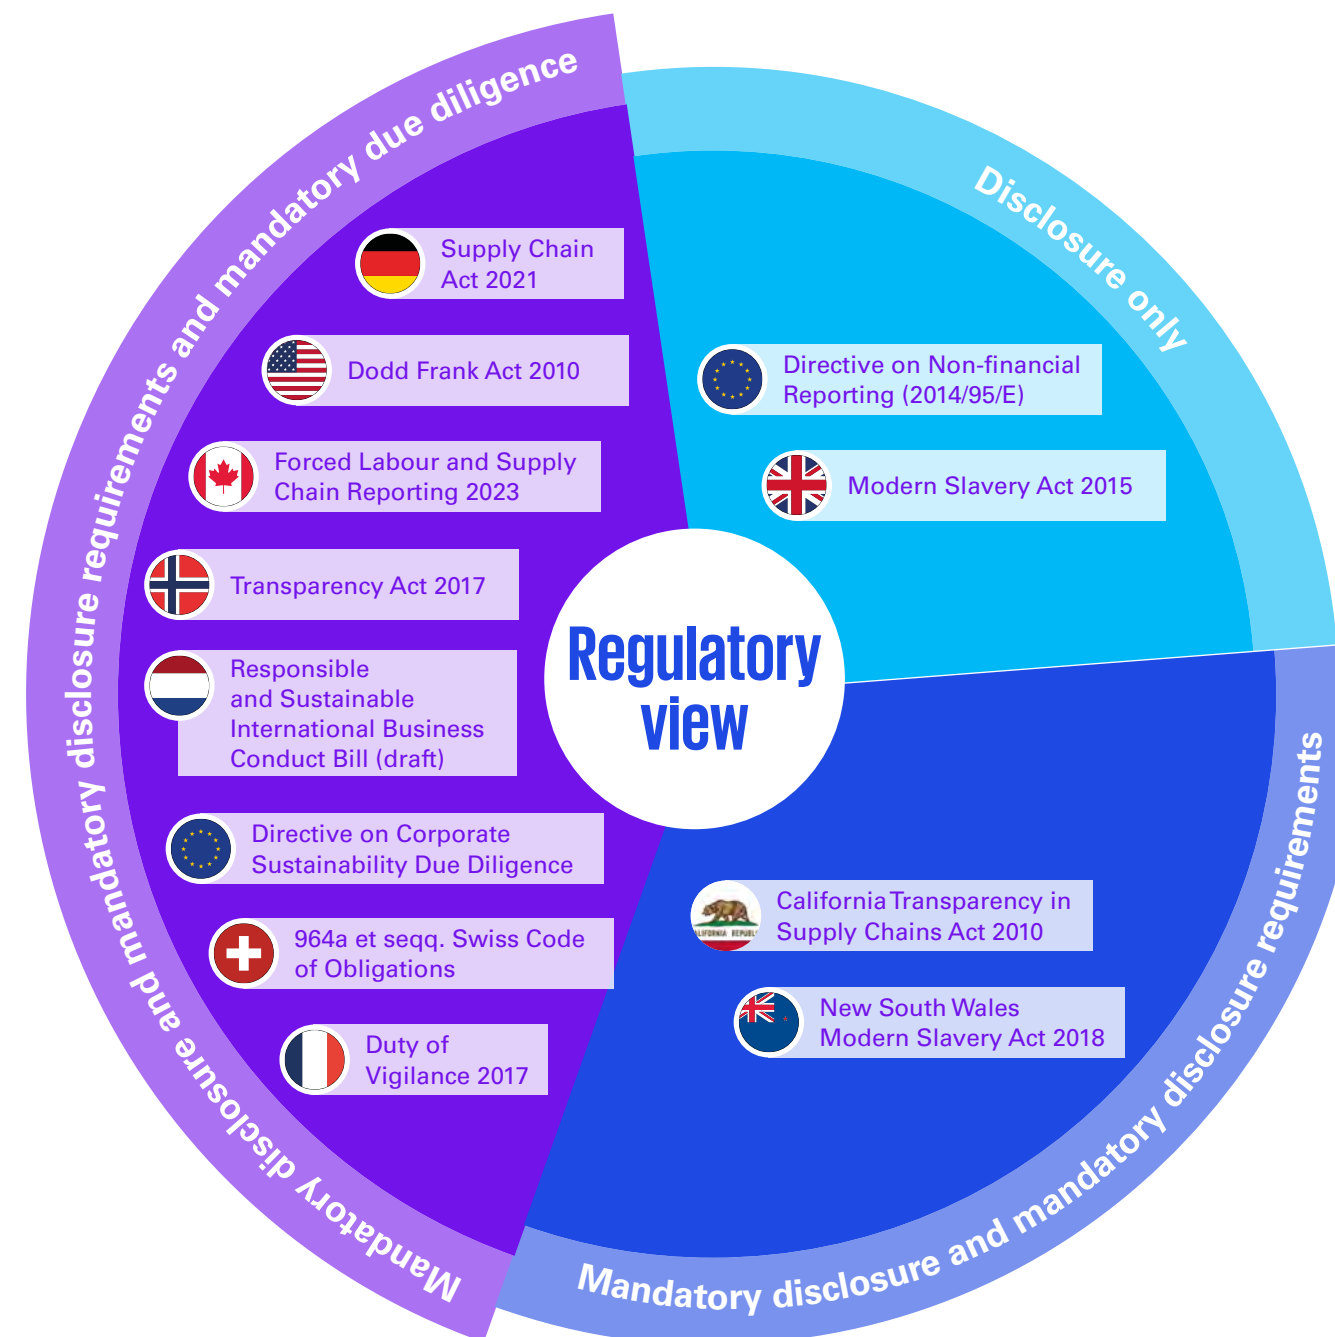 Mandatory disclosure and mandatory disclosure requirements and mandatory due diligence
Supply Chain
Act 2021
Dodd Frank Act 2010
Forced Labour and Supply
Chain Reporting 2023
Transparency Act 2017
Responsible
and Sustainable
International Business
Conduct Bill (draft)
Directive on Corporate
Sustainability Due Diligence
964a et seqq. Swiss Code
of Obligations
Duty of
Vigilance 2017
Disclosure only
Directive on Non-financial
Reporting (2014/95/E)
Modern Slavery Act 2015
Regulatory
view
Mandatory disclosure and mandatory disclosure requirements
California Transparency in
Supply Chains Act 2010
New South Wales
Modern Slavery Act 2018